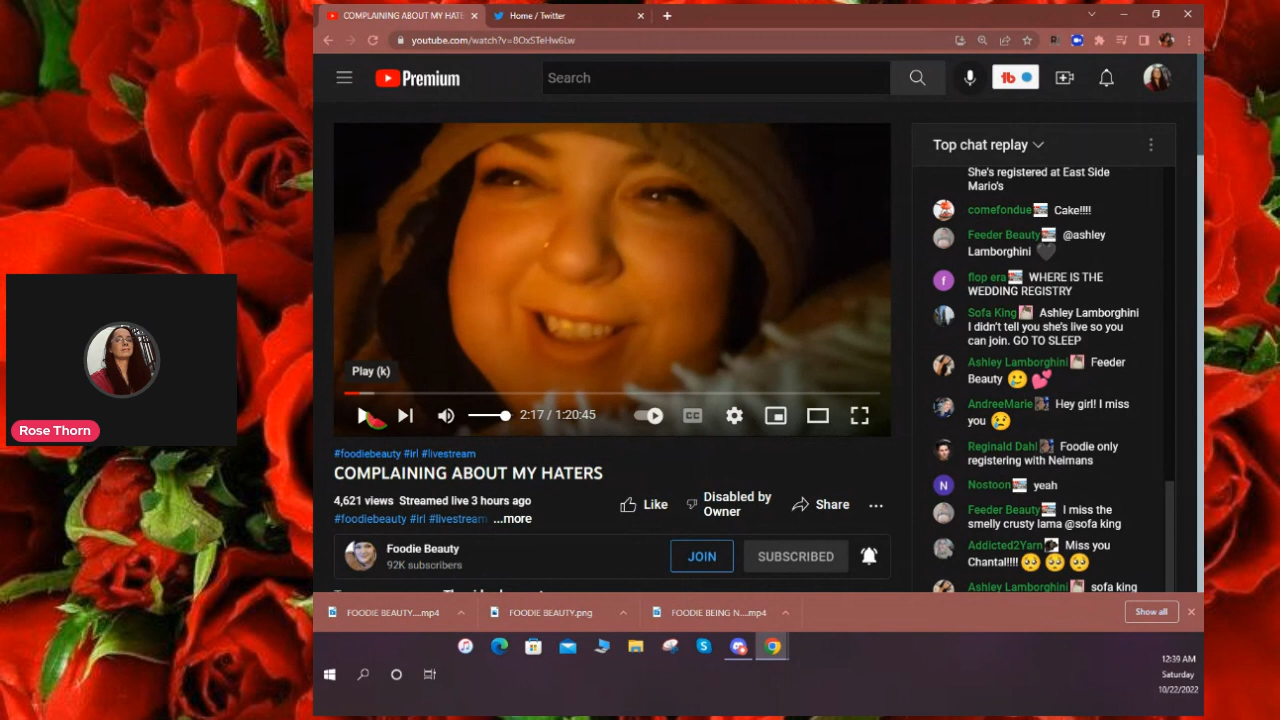 COMPLAINING ABOUT MY HATE
Home / Twitter
youtube.com/watch?v=8OxSTeHw6Lw
Premium
Search
Top chat replay
She's registered at East Side
Mario's
comefondue Cake!!!!
Feeder Beauty @ashley
Lamborghini
flop era WHERE IS THE
WEDDING REGISTRY
Sofa King Ashley Lamborghini
I didn't tell you she's live so you
can join. GO TO SLEEP
Ashley Lamborghini Feeder
Beauty
AndreeMarie Hey girl! I miss
you
Reginald Dahl Foodie only
registering with Neimans
N Nostoon yeah
Feeder Beauty I miss the
smelly crusty lama @sofa king
Addicted2Yarn Miss you
Chantal!!!!
Ashley Lamborghini sofa king
Play (k)
2:17 / 1:20:45
CC
#foodiebeauty #irl #livestream
COMPLAINING ABOUT MY HATERS
4,621 views Streamed live 3 hours ago
#foodiebeauty #irl #livestream ...more
Like
Disabled by
Owner
Share
Foodie Beauty
92K subscribers
JOIN
SUBSCRIBED
Rose Thorn
FOODIE BEAUTY....mp4
FOODIE BEAUTY.png
FOODIE BEING N....mp4
Show all
12:39 AM
Saturday
10/22/2022